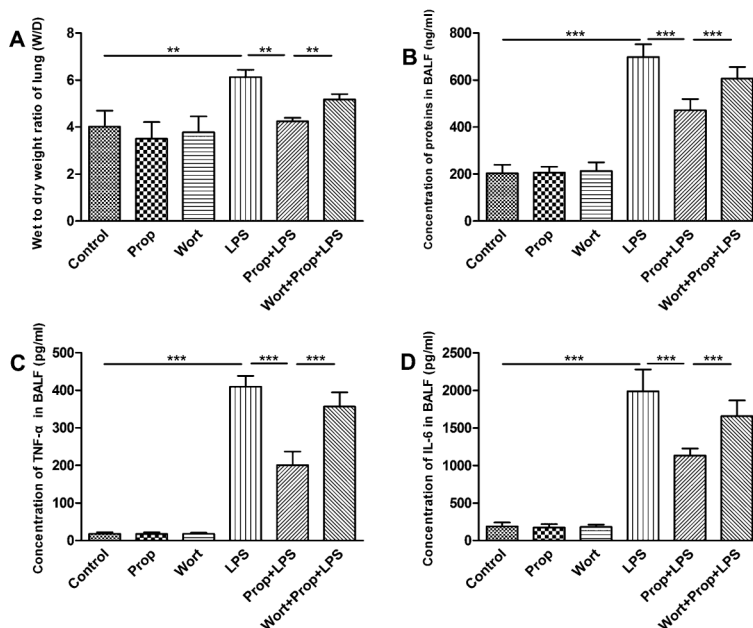 A
Wet to dry weight ratio of lung (W/D)
8
6
4
2
0
** ** **
Control Prop Wort LPS Prop+LPS Wort+Prop+LPS
B
Concentration of proteins in BALF (ng/ml)
800
600
400
200
0
*** *** ***
Control Prop Wort LPS Prop+LPS Wort+Prop+LPS
C
Concentration of TNF-α in BALF (pg/ml)
500
400
300
200
100
0
*** *** ***
Control Prop Wort LPS Prop+LPS Wort+Prop+LPS
D
Concentration of IL-6 in BALF (pg/ml)
2500
2000
1500
1000
500
0
*** *** ***
Control Prop Wort LPS Prop+LPS Wort+Prop+LPS